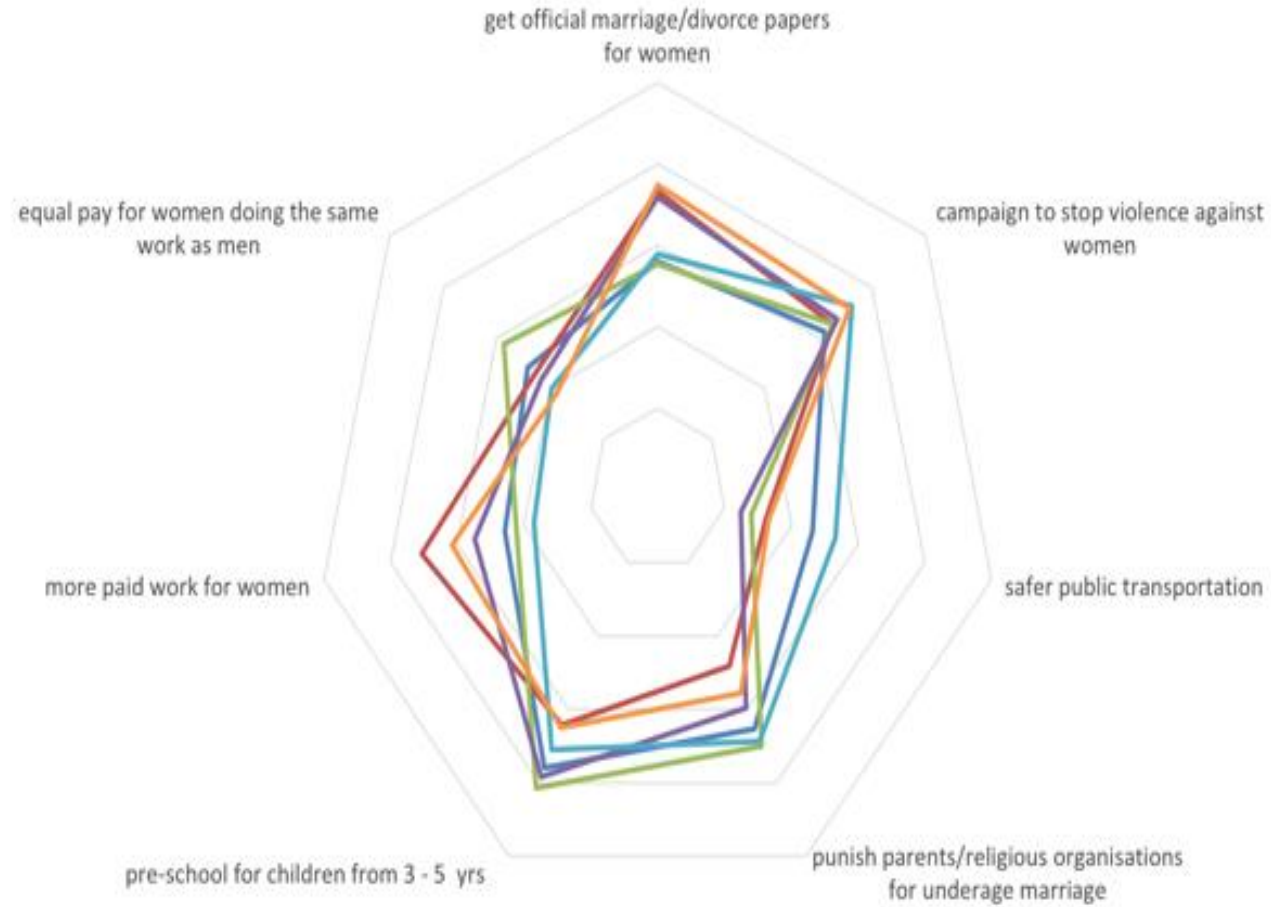 get official marriage/divorce papers
for women
campaign to stop violence against
women
safer public transportation
punish parents/religious organisations
for underage marriage
pre-school for children from 3 - 5 yrs
more paid work for women
equal pay for women doing the same
work as men